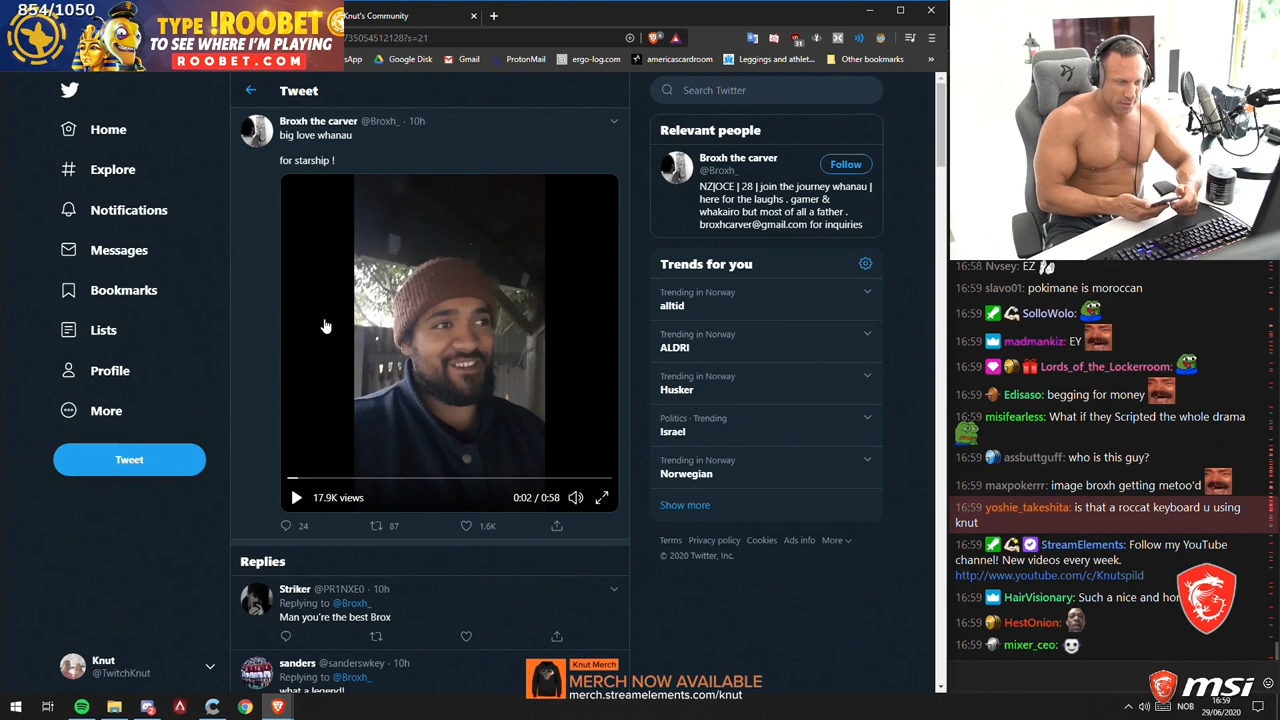 854/1050
TYPE !ROOBET
TO SEE WHERE I'M PLAYING
ROOBET.COM
Knut's Community
235054512128?s=21
App
Google Disk
Gmail
ProtonMail
ergo-log.com
americascardroom
Leggings and athlet...
Other bookmarks
Home
Explore
Notifications
Messages
Bookmarks
Lists
Profile
More
Tweet
Knut
@TwitchKnut
Tweet
Broxh the carver @Broxh_ · 10h
big love whanau
for starship !
17.9K views
0:02 / 0:58
24
87
1.6K
Replies
Striker @PR1NXE0 · 10h
Replying to @Broxh_
Man you're the best Brox
sanders @sanderswkey · 10h
Replying to @Broxh_
what a legend!
Search Twitter
Relevant people
Broxh the carver
@Broxh_
Follow
NZ|OCE | 28 | join the journey whanau |
here for the laughs . gamer &
whakairo but most of all a father .
broxhcarver@gmail.com for inquiries
Trends for you
Trending in Norway
alltid
Trending in Norway
ALDRI
Trending in Norway
Husker
Politics · Trending
Israel
Trending in Norway
Norwegian
Show more
Terms Privacy policy Cookies Ads info More
© 2020 Twitter, Inc.
Knut Merch
MERCH NOW AVAILABLE
merch.streamelements.com/knut
16:58 Nvsey: EZ
16:59 slavo01: pokimane is moroccan
16:59 SolloWolo:
16:59 madmankiz: EY
16:59 Lords_of_the_Lockerroom:
16:59 Edisaso: begging for money
16:59 misifearless: What if they Scripted the whole drama
16:59 assbuttguff: who is this guy?
16:59 maxpokerrr: image broxh getting metoo'd
16:59 yoshie_takeshita: is that a roccat keyboard u using
knut
16:59 StreamElements: Follow my YouTube
channel! New videos every week.
http://www.youtube.com/c/Knutspild
16:59 HairVisionary: Such a nice and
16:59 HestOnion:
16:59 mixer_ceo:
msi
NOB
16:59
29/06/2020